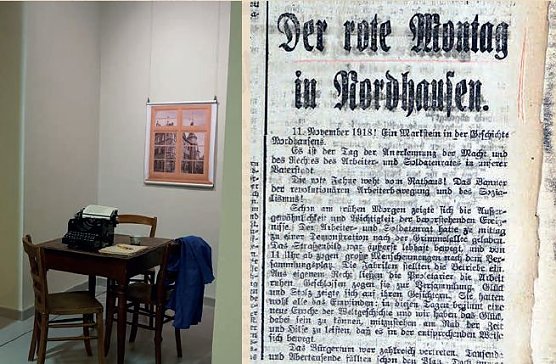 Der rote Montag
in Nordhausen.
11. November 1918! Ein Markstein in der Geschichte
Nordhausens.
Es ist der Tag der Anerkennung der Macht und
des Rechtes des Arbeiter- und Soldatenrates in unserer
Vaterstadt.
Die rote Fahne weht vom Rathaus! Das Banner
der revolutionären Arbeiterbewegung und des Sozia-
lismus!
Schon am frühen Morgen zeigte sich die Außer-
gewöhnlichkeit und Wichtigkeit der bevorstehenden Ereig-
nisse. Der Arbeiter- und Soldatenrat hatte zu mittag
zu einer Demonstration nach der Grimmelallee geladen.
Das Straßenbild war äußerst lebhaft bewegt, und von
11 Uhr ab zogen große Menschenmengen nach dem Ver-
sammlungsplatz. Die Fabriken stellten die Betriebe ein.
Aus eigenem Recht ließen die Proletarier die Arbeit
ruhen. Geschlossen zogen sie zur Versammlung. Glück
und Stolz zeigte sich auf ihren Gesichtern. Sie hatten
wohl alle das Empfinden: in diesen Tagen beginnt eine
neue Epoche der Weltgeschichte und wir haben das Glück,
dabei sein zu können, mitzudrehen am Rad der Zeit
und Hilfe zu leisten, daß es in der entsprechenden Weise
sich
Das Bürgertum war zahlreich vertreten. Tausende
und Abertausende füllten schon den Platz.